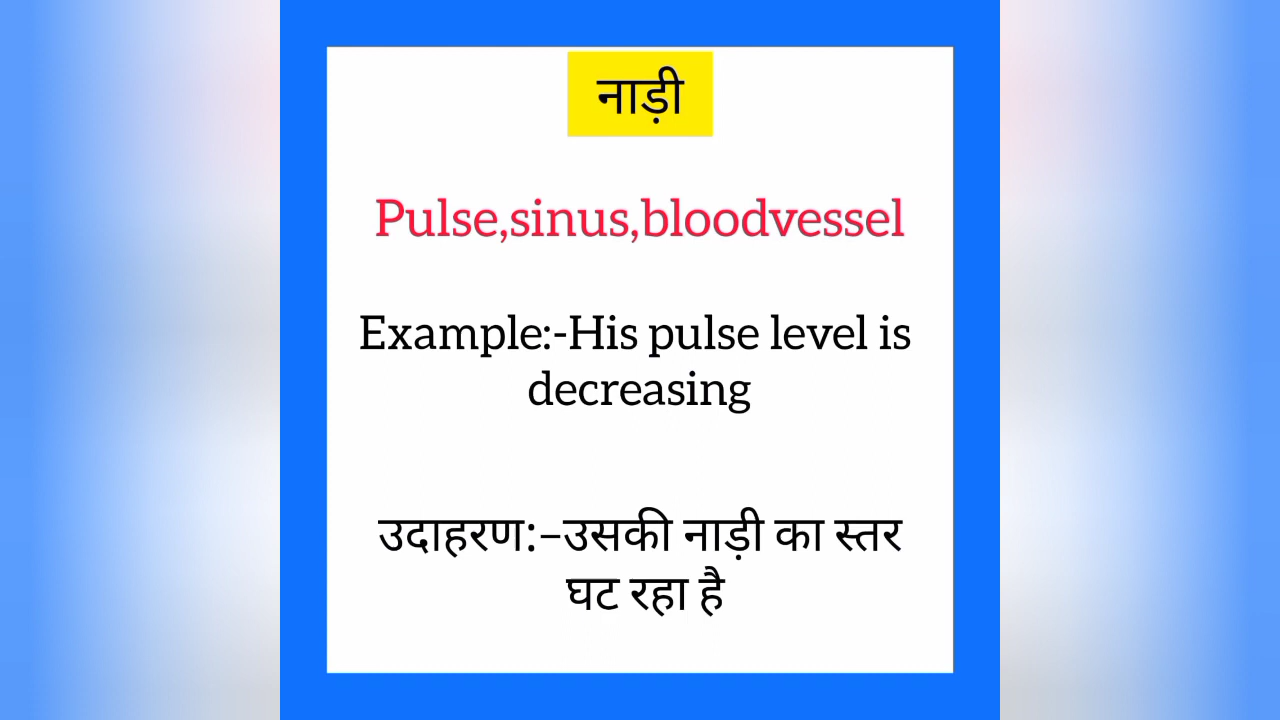 नाड़ी
Pulse,sinus,bloodvessel
Example:-His pulse level is
decreasing
उदाहरण:–उसकी नाड़ी का स्तर
घट रहा है